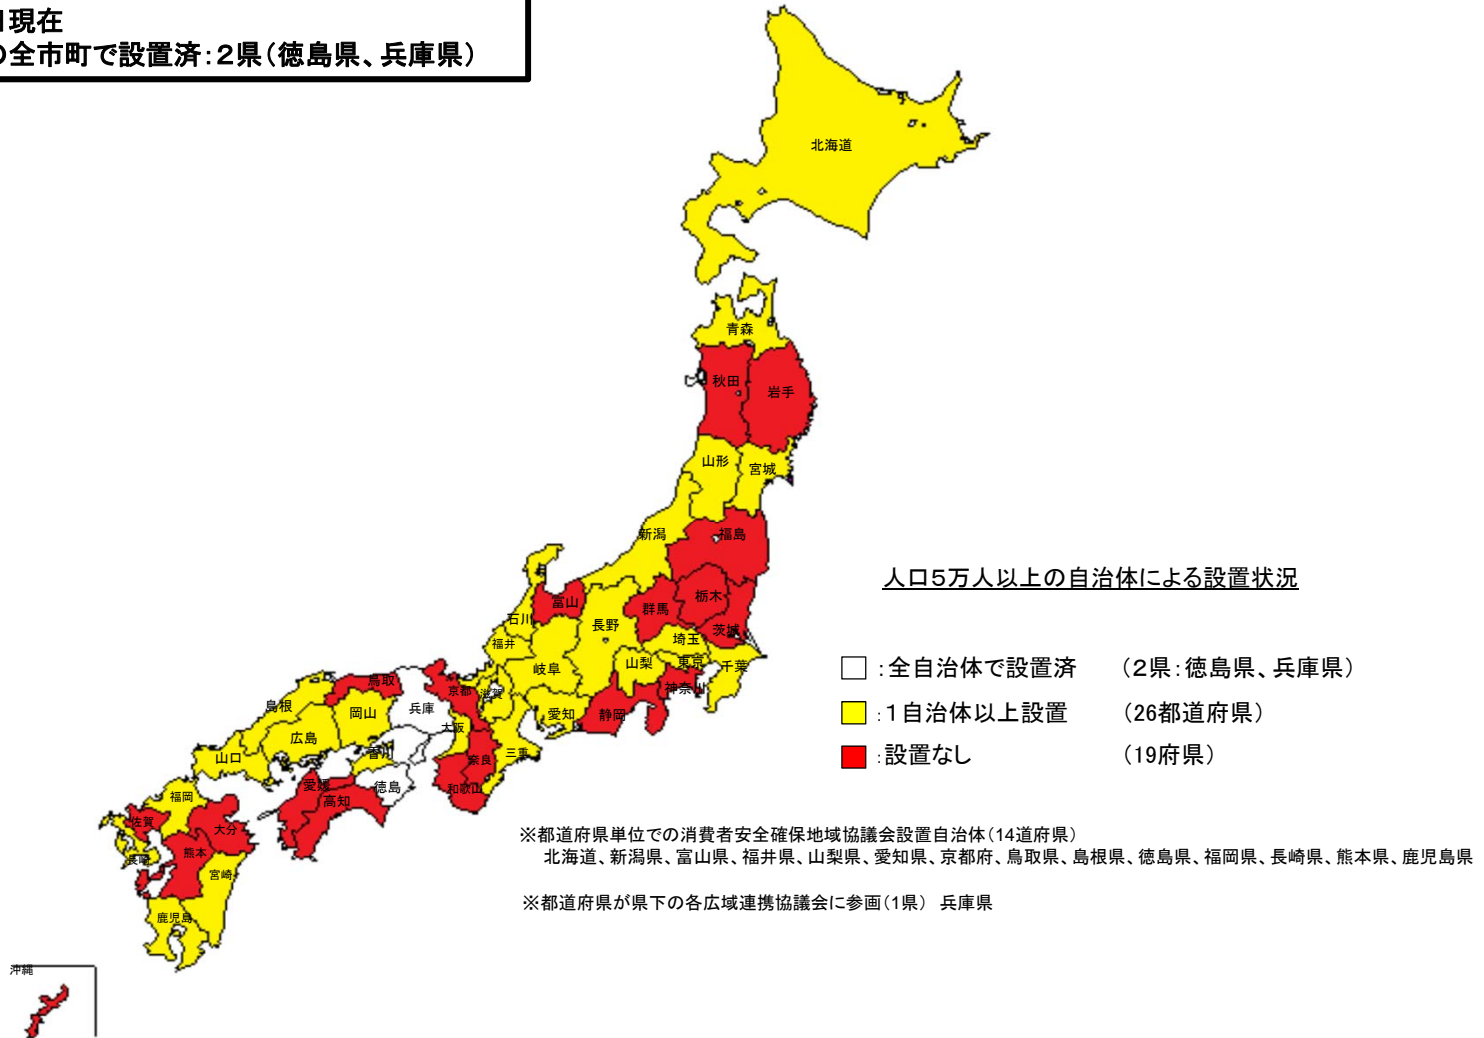 現在
全市町で設置済：2県（徳島県、兵庫県）
北海道
青森
秋田
岩手
山形
宮城
新潟
福島
富山
石川
群馬
栃木
茨城
福井
長野
埼玉
岐阜
山梨
東京
千葉
神奈川
鳥取
京都
滋賀
島根
岡山
兵庫
愛知
静岡
広島
大阪
山口
香川
奈良
三重
愛媛
徳島
和歌山
高知
福岡
佐賀
大分
長崎
熊本
宮崎
鹿児島
沖縄
人口５万人以上の自治体による設置状況
：全自治体で設置済　（２県：徳島県、兵庫県）
：１自治体以上設置　（26都道府県）
：設置なし　（19府県）
※都道府県単位での消費者安全確保地域協議会設置自治体（14道府県）
北海道、新潟県、富山県、福井県、山梨県、愛知県、京都府、鳥取県、島根県、徳島県、福岡県、長崎県、熊本県、鹿児島県
※都道府県が県下の各広域連携協議会に参画（1県）　兵庫県